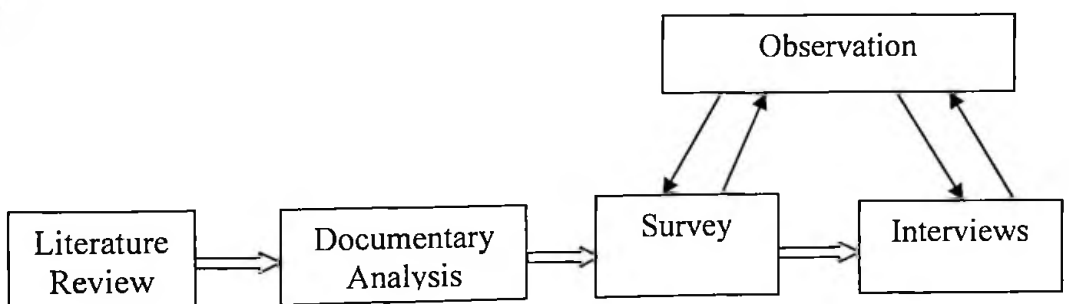 Observation
Literature
Review
Documentary
Analysis
Survey
Interviews